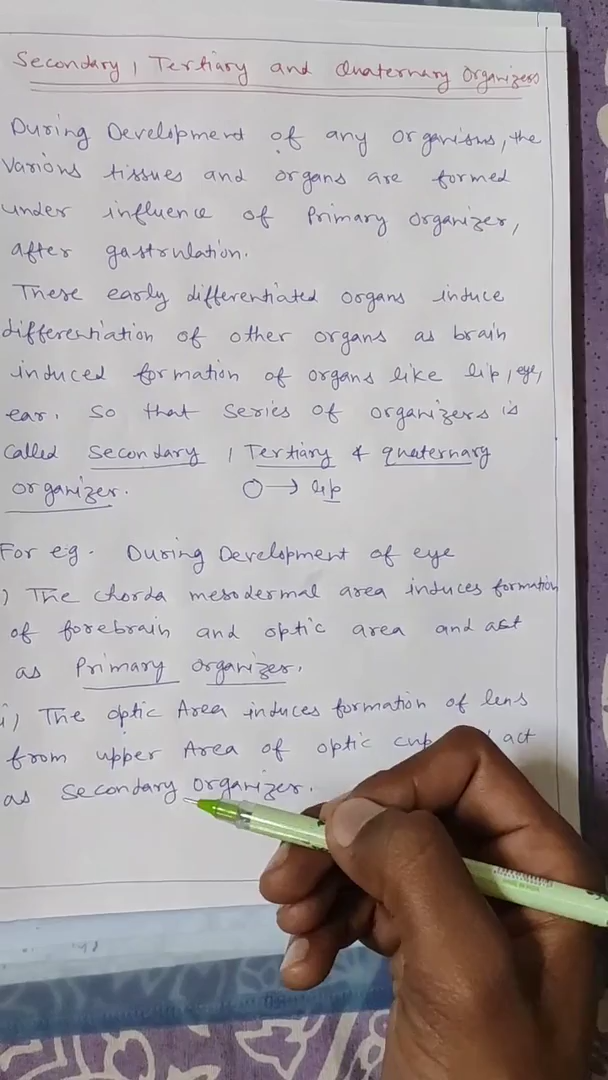 Secondary, Tertiary and Quaternary Organizers
During Development of any organisms, the
various tissues and organs are formed
under influence of Primary organizer,
after gastrulation.
These early differentiated organs induce
differentiation of other organs as brain
induced formation of organs like lip, eye,
ear. So that series of organizers is
called Secondary, Tertiary & quaternary
organizer. O → lip
For eg. During Development of eye
) The chorda mesodermal area induces formation
of forebrain and optic area and act
as Primary organizer.
i) The optic Area induces formation of lens
from upper Area of optic cup act
as Secondary organizer.